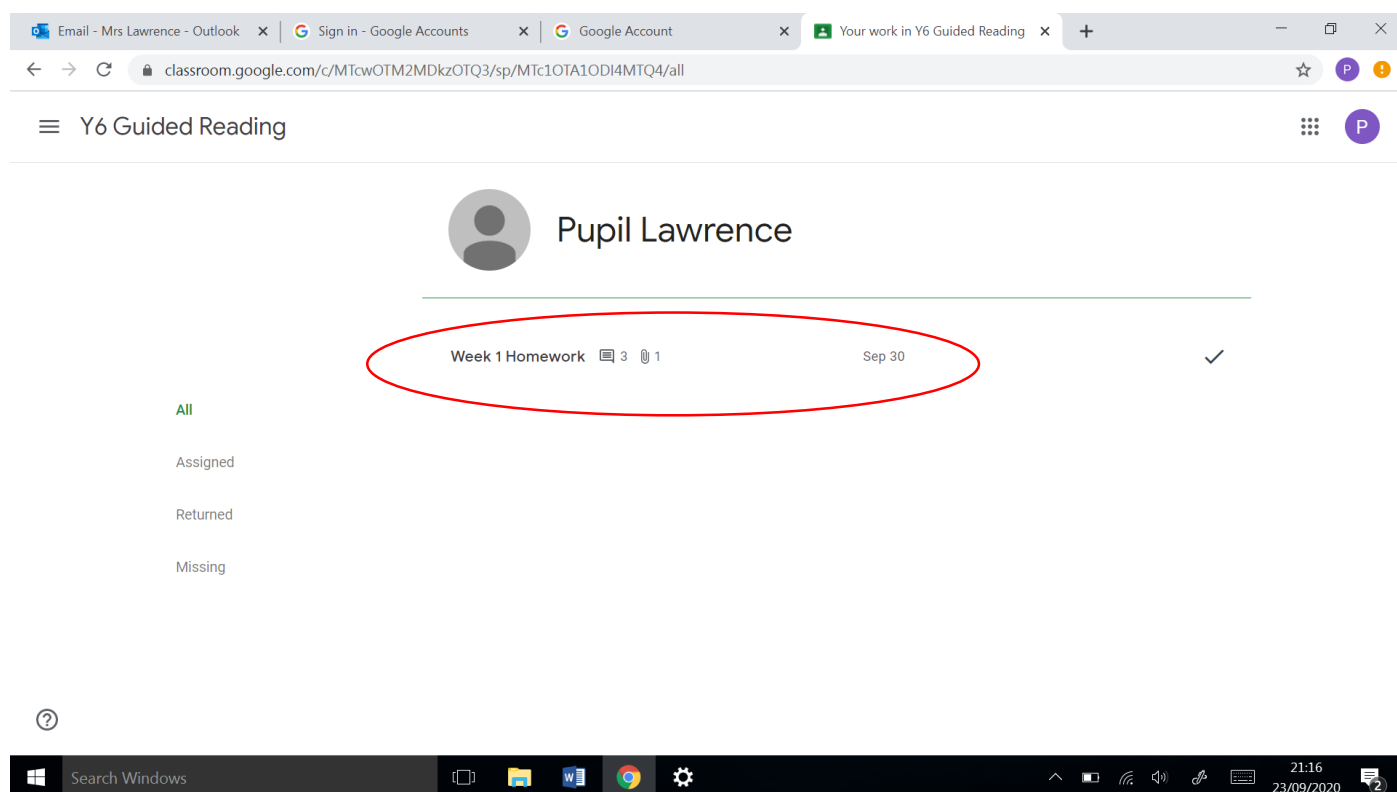 Email - Mrs Lawrence - Outlook
Sign in - Google Accounts
Google Account
Your work in Y6 Guided Reading
classroom.google.com/c/MTcwOTM2MDkzOTQ3/sp/MTc1OTA1ODI4MTQ4/all
P
Y6 Guided Reading
P
Pupil Lawrence
Week 1 Homework 3 1 Sep 30
All
Assigned
Returned
Missing
Search Windows
21:16
23/09/2020
2